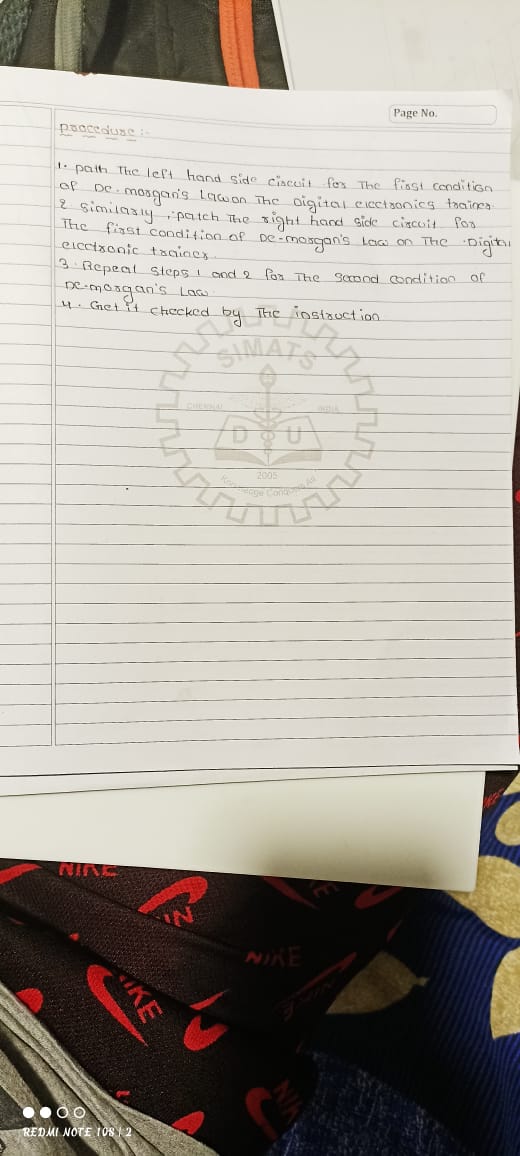 Page No.
Procedure :-
1. path The left hand side circuit for The first condition
of De-morgan's Law on The Digital electronics trainer
2 similarly , patch The right hand side circuit for
The first condition of De-morgan's Law on The Digital
electronic trainer
3. Repeat steps 1 and 2 for The second condition of
De-morgan's Law
4. Get it checked by The instruction
SIMATS
CHENNAI INDIA
D U
2005
Knowledge Conquers All
NIKE
NIKE
NIKE
REDMI NOTE 10S | 2